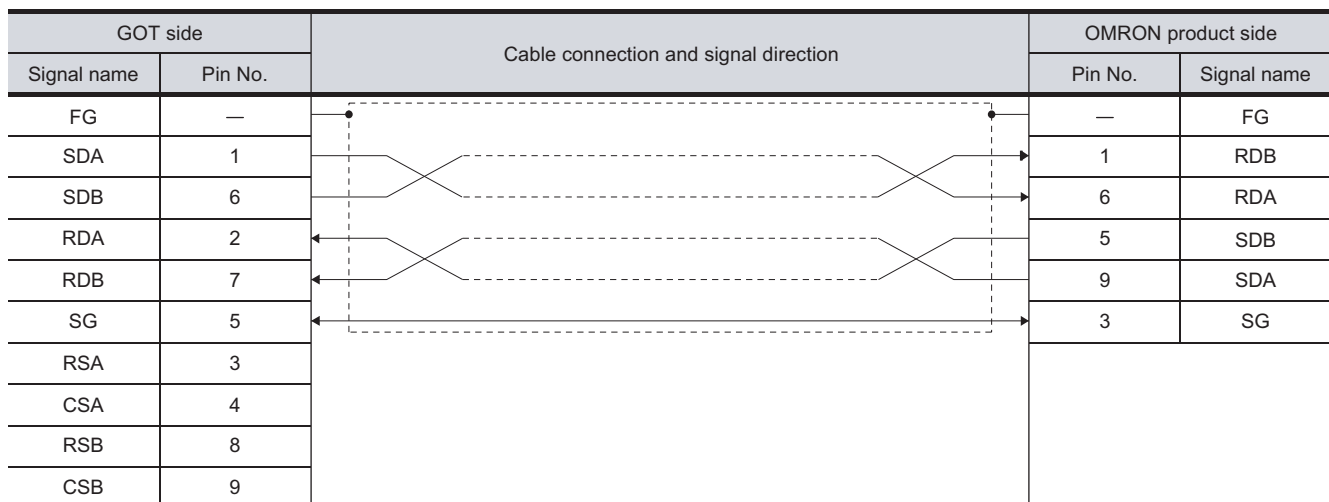 GOT side Cable connection and signal direction OMRON product side
Signal name Pin No. Pin No. Signal name
FG — — FG
SDA 1 1 RDB
SDB 6 6 RDA
RDA 2 5 SDB
RDB 7 9 SDA
SG 5 3 SG
RSA 3
CSA 4
RSB 8
CSB 9